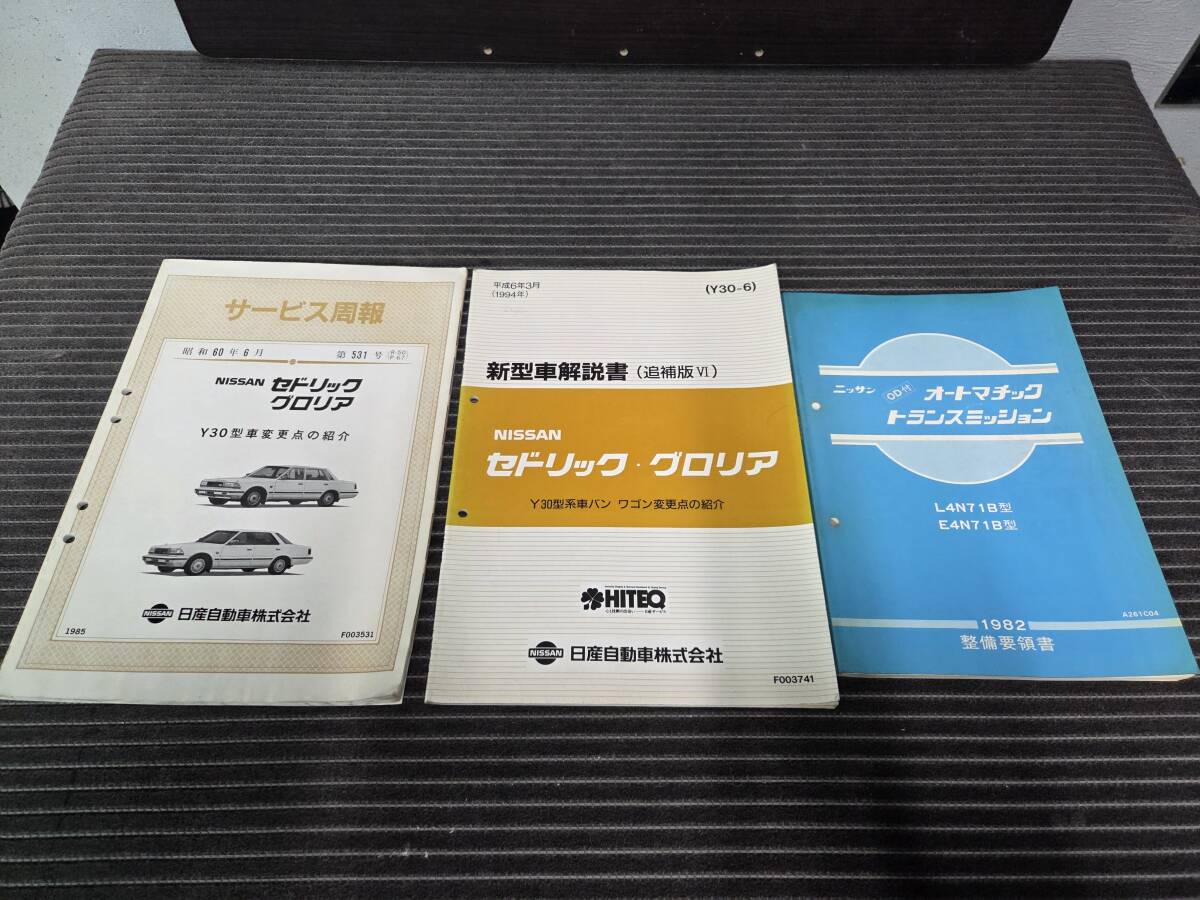 サービス周報
昭和60年6月
第531号
NISSAN セドリック
グロリア
Y30型車変更点の紹介
NISSAN 日産自動車株式会社
1985
F003531
平成6年3月
(1994年)
(Y30-6)
新型車解説書(追補版Ⅵ)
NISSAN
セドリック・グロリア
Y30型系車バン ワゴン変更点の紹介
HITEQ
NISSAN 日産自動車株式会社
F003741
ニッサン OD付 オートマチック
トランスミッション
L4N71B型
E4N71B型
A261C04
1982
整備要領書